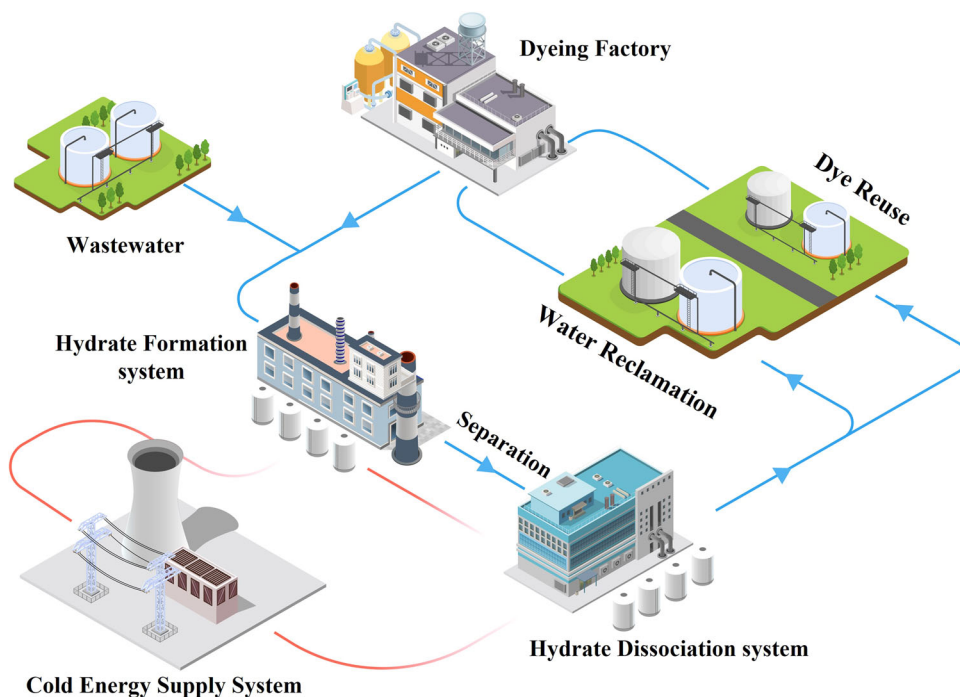 Dyeing Factory
Dye Reuse
Wastewater
Water Reclamation
Hydrate Formation
system
Separation
Hydrate Dissociation system
Cold Energy Supply System